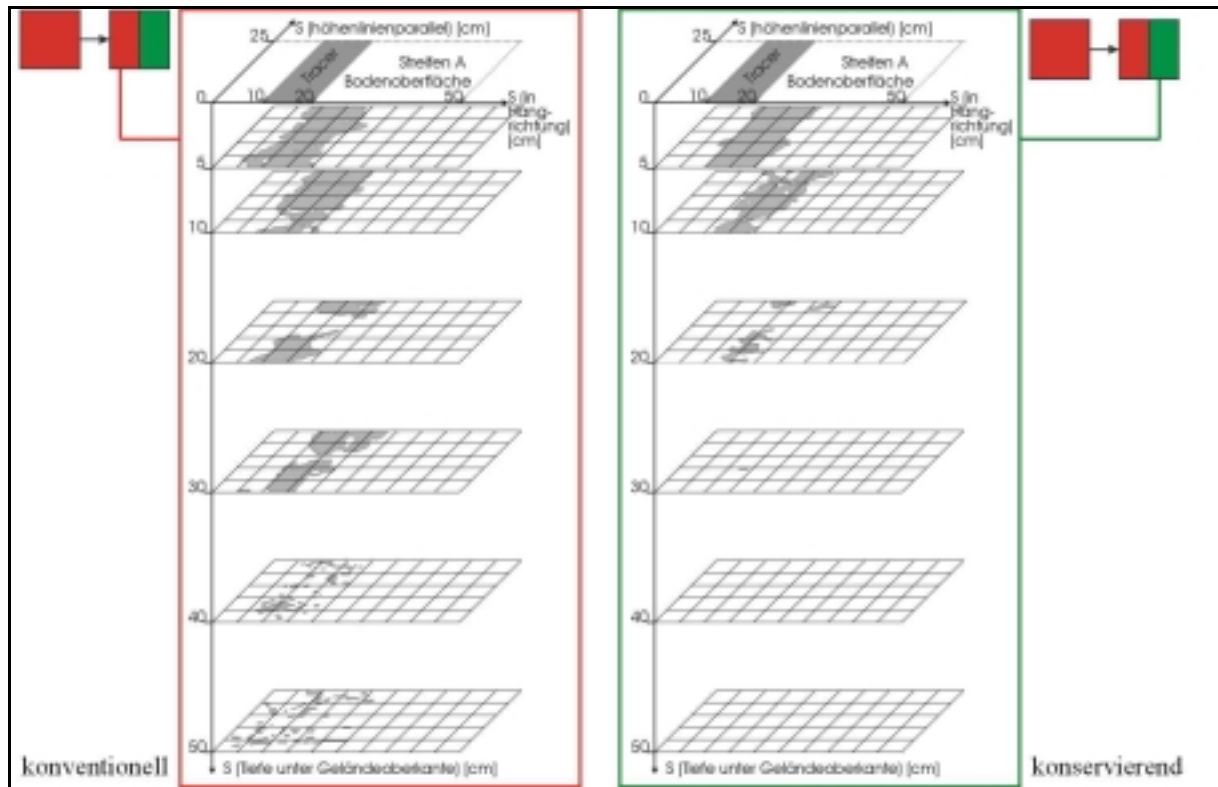 S (höhenlinienparallel) [cm]
25
Tracer
Streifen A
Bodenoberfläche
0
10
20
50
S (in
Hang-
richtung)
[cm]
5
10
20
30
40
50
S (Tiefe unter Geländeoberkante) [cm]
konventionell
S (höhenlinienparallel) [cm]
25
Tracer
Streifen A
Bodenoberfläche
0
10
20
50
S (in
Hang-
richtung)
[cm]
5
10
20
30
40
50
S (Tiefe unter Geländeoberkante) [cm]
konservierend